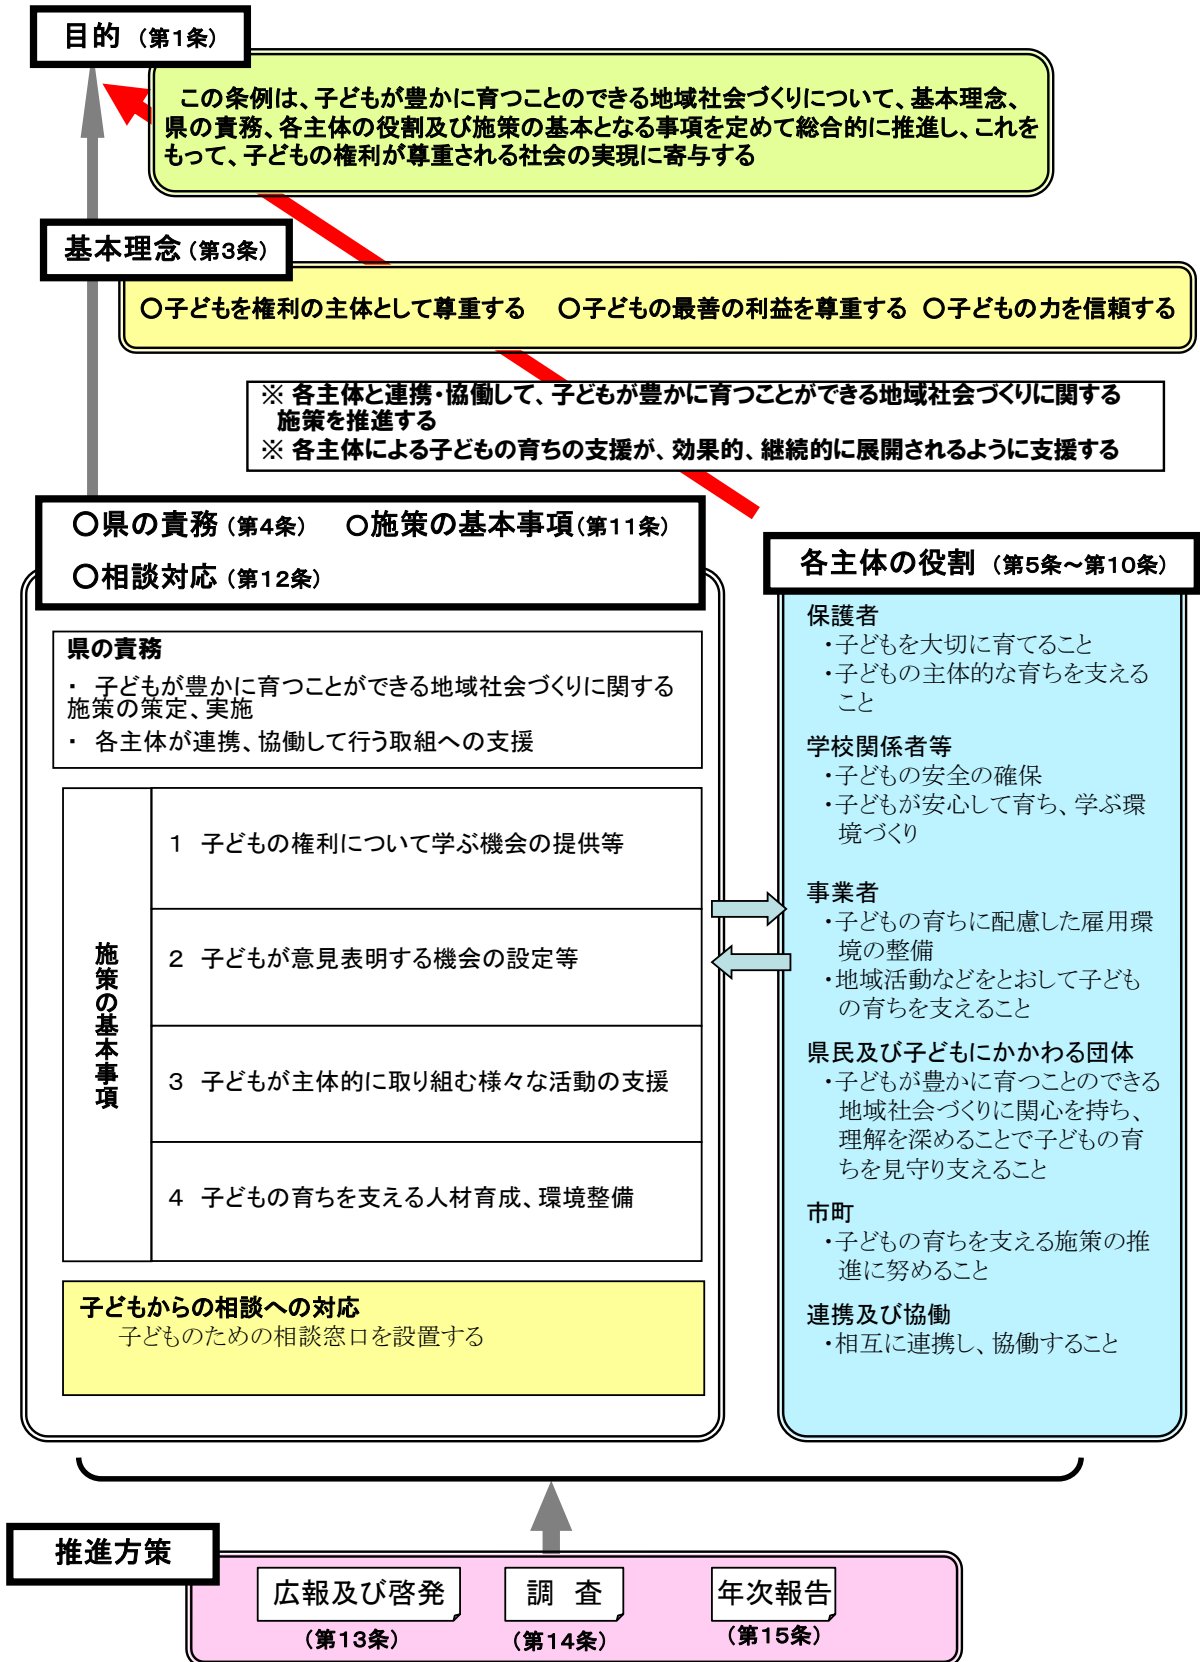 目的 (第1条)
この条例は、子どもが豊かに育つことのできる地域社会づくりについて、基本理念、
県の責務、各主体の役割及び施策の基本となる事項を定めて総合的に推進し、これを
もって、子どもの権利が尊重される社会の実現に寄与する
基本理念(第3条)
〇子どもを権利の主体として尊重する 〇子どもの最善の利益を尊重する 〇子どもの力を信頼する
※ 各主体と連携・協働して、子どもが豊かに育つことができる地域社会づくりに関する
施策を推進する
※ 各主体による子どもの育ちの支援が、効果的、継続的に展開されるように支援する
〇県の責務(第4条) 〇施策の基本事項(第11条)
〇相談対応(第12条)
県の責務
・ 子どもが豊かに育つことができる地域社会づくりに関する
施策の策定、実施
・ 各主体が連携、協働して行う取組への支援
施策の基本事項
1 子どもの権利について学ぶ機会の提供等
2 子どもが意見表明する機会の設定等
3 子どもが主体的に取り組む様々な活動の支援
4 子どもの育ちを支える人材育成、環境整備
子どもからの相談への対応
子どものための相談窓口を設置する
各主体の役割 (第5条～第10条)
保護者
・子どもを大切に育てること
・子どもの主体的な育ちを支える
こと
学校関係者等
・子どもの安全の確保
・子どもが安心して育ち、学ぶ環
境づくり
事業者
・子どもの育ちに配慮した雇用環
境の整備
・地域活動などをとおして子ども
の育ちを支えること
県民及び子どもにかかわる団体
・子どもが豊かに育つことのできる
地域社会づくりに関心を持ち、
理解を深めることで子どもの育
ちを見守り支えること
市町
・子どもの育ちを支える施策の推
進に努めること
連携及び協働
・相互に連携し、協働すること
推進方策
広報及び啓発
(第13条)
調 査
(第14条)
年次報告
(第15条)